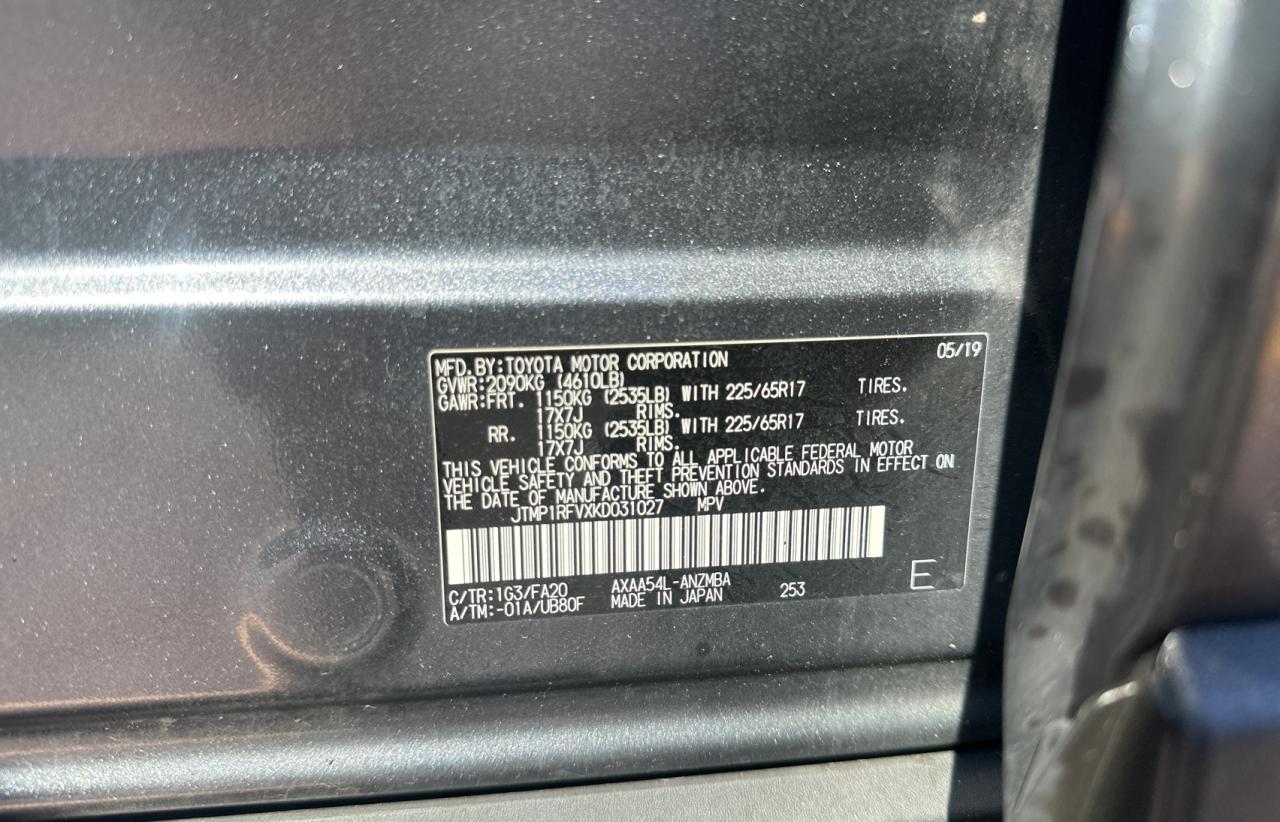 05/19
MFD.BY:TOYOTA MOTOR CORPORATION
GVWR:2090KG (4610LB)
GAWR:FRT. 1150KG (2535LB) WITH 225/65R17 TIRES.
17X7J RIMS.
RR. 1150KG (2535LB) WITH 225/65R17 TIRES.
17X7J RIMS.
THIS VEHICLE CONFORMS TO ALL APPLICABLE FEDERAL MOTOR
VEHICLE SAFETY AND THEFT PREVENTION STANDARDS IN EFFECT ON
THE DATE OF MANUFACTURE SHOWN ABOVE.
JTMP1RFVXKD031027 MPV
C/TR:1G3/FA20 AXAA54L-ANZMBA
A/TM:-01A/UB80F MADE IN JAPAN 253
E